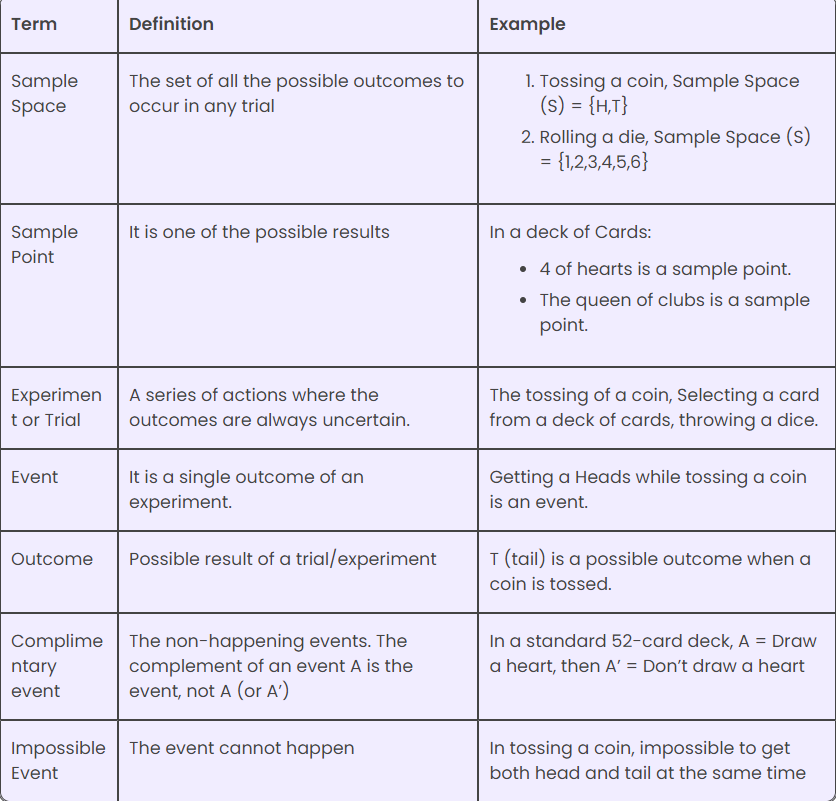 Term
Definition
Example
Sample
Space
The set of all the possible outcomes to
occur in any trial
1. Tossing a coin, Sample Space
(S) = {H,T}
2. Rolling a die, Sample Space (S)
= {1,2,3,4,5,6}
Sample
Point
It is one of the possible results
In a deck of Cards:
• 4 of hearts is a sample point.
• The queen of clubs is a sample
point.
Experimen
t or Trial
A series of actions where the
outcomes are always uncertain.
The tossing of a coin, Selecting a card
from a deck of cards, throwing a dice.
Event
It is a single outcome of an
experiment.
Getting a Heads while tossing a coin
is an event.
Outcome
Possible result of a trial/experiment
T (tail) is a possible outcome when a
coin is tossed.
Complime
ntary
event
The non-happening events. The
complement of an event A is the
event, not A (or A’)
In a standard 52-card deck, A = Draw
a heart, then A’ = Don’t draw a heart
Impossible
Event
The event cannot happen
In tossing a coin, impossible to get
both head and tail at the same time